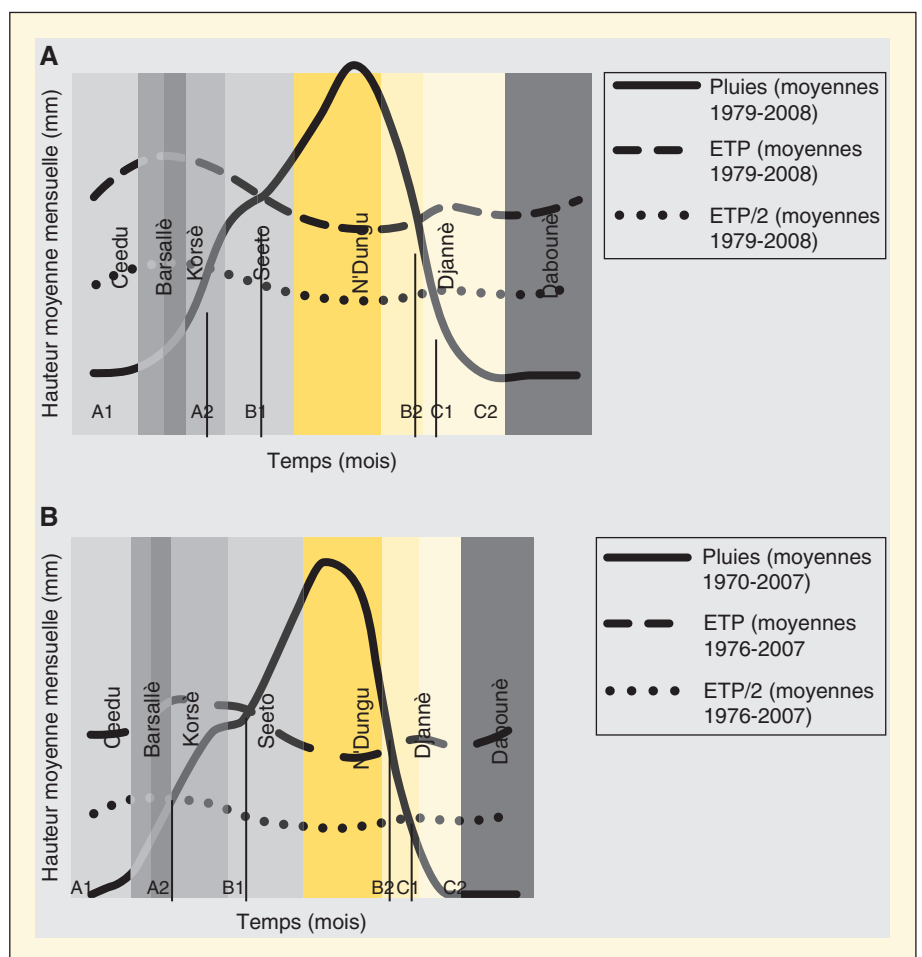 A
Hauteur moyenne mensuelle (mm)
Ceedu
Barsallè
Korsè
Seeto
N'Dungu
Djannè
Dabounè
A1
A2
B1
B2
C1
C2
Temps (mois)
Pluies (moyennes
1979-2008)
ETP (moyennes
1979-2008)
ETP/2 (moyennes
1979-2008)
B
Hauteur moyenne mensuelle (mm)
Ceedu
Barsallè
Korsè
Seeto
N'Dungu
Djannè
Dabounè
A1
A2
B1
B2
C1
C2
Temps (mois)
Pluies (moyennes
1970-2007)
ETP (moyennes
1976-2007
ETP/2 (moyennes
1976-2007)